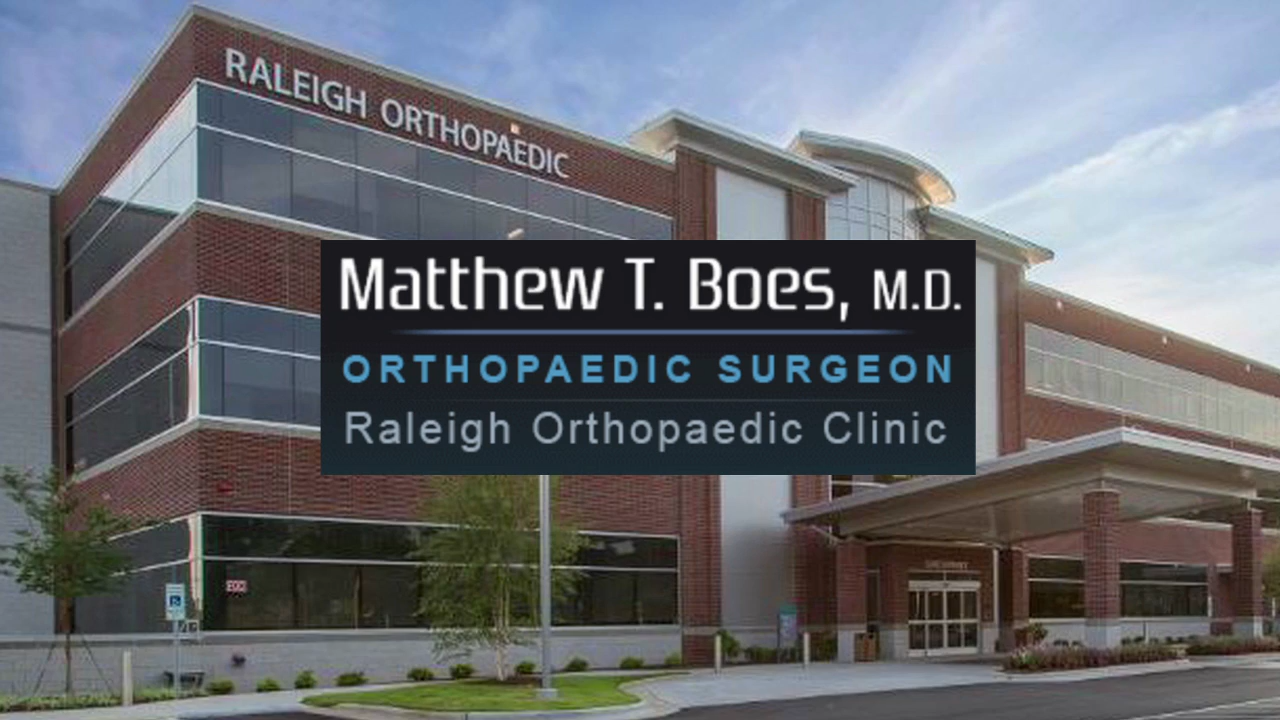 RALEIGH ORTHOPAEDIC
Matthew T. Boes, M.D.
ORTHOPAEDIC SURGEON
Raleigh Orthopaedic Clinic